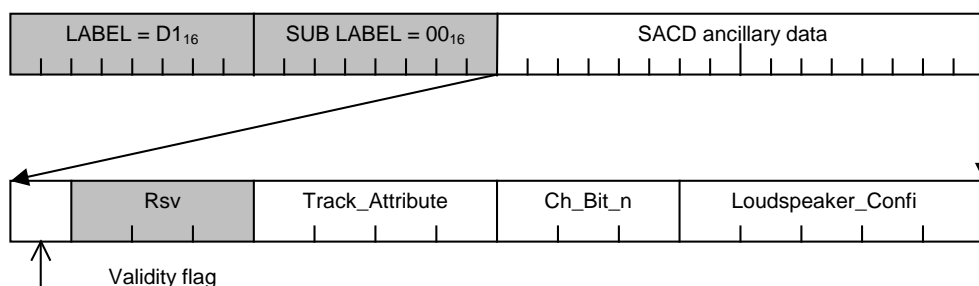 LABEL = D1₁₆ SUB LABEL = 00₁₆ SACD ancillary data
Rsv Track_Attribute Ch_Bit_n Loudspeaker_Confi
Validity flag